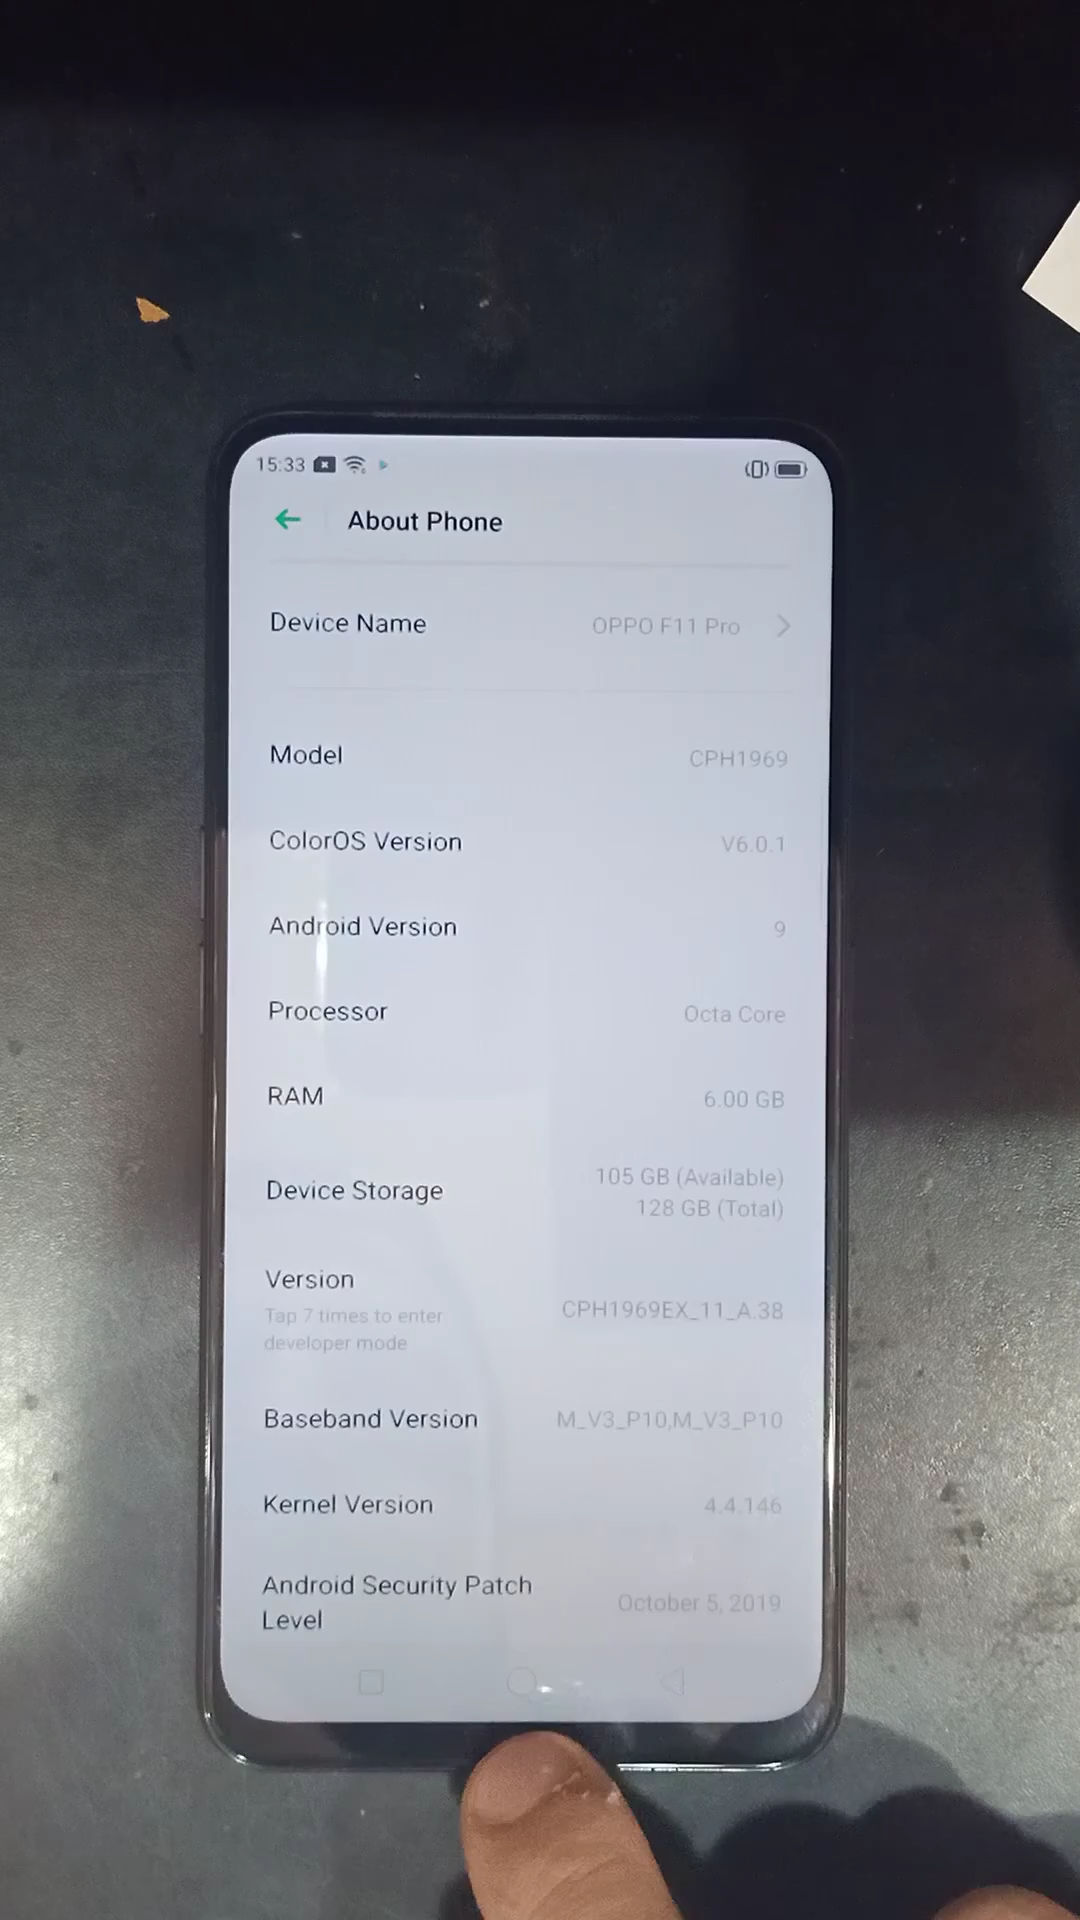 15:33
About Phone
Device Name OPPO F11 Pro
Model CPH1969
ColorOS Version V6.0.1
Android Version 9
Processor Octa Core
RAM 6.00 GB
Device Storage 105 GB (Available)
128 GB (Total)
Version
Tap 7 times to enter
developer mode
CPH1969EX_11_A.38
Baseband Version M_V3_P10,M_V3_P10
Kernel Version 4.4.146
Android Security Patch
Level
October 5, 2019